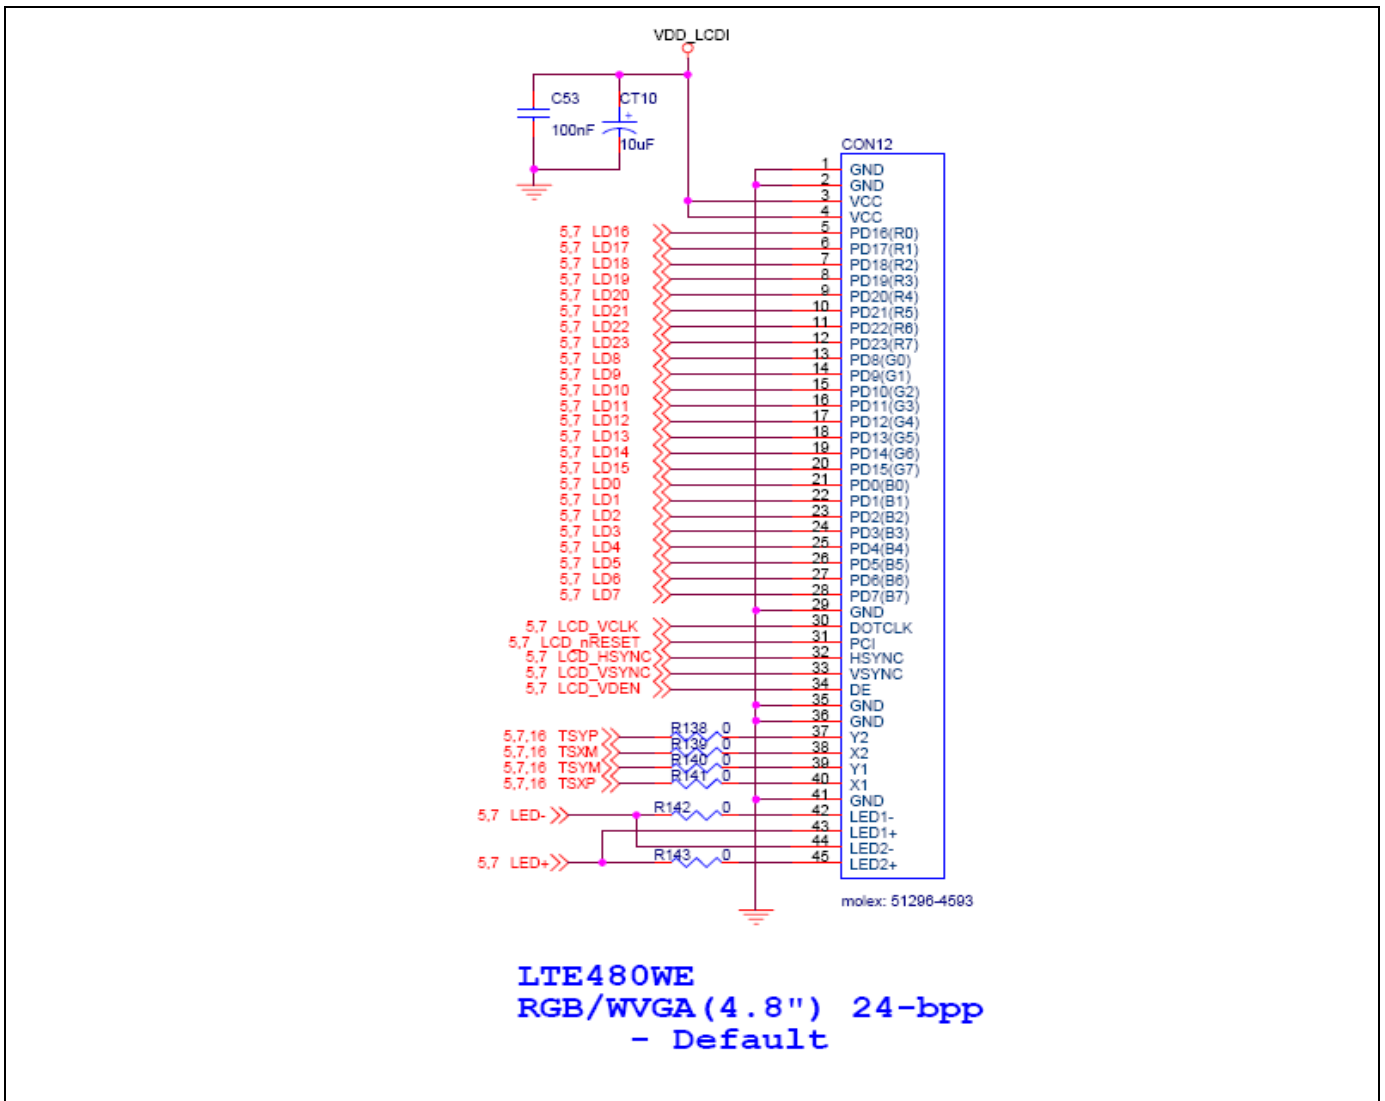 VDD_LCDI
C53
CT10
+
100nF
10uF
CON12
1 GND
2 GND
3 VCC
4 VCC
5,7 LD16 5 PD16(R0)
5,7 LD17 6 PD17(R1)
5,7 LD18 7 PD18(R2)
5,7 LD19 8 PD19(R3)
5,7 LD20 9 PD20(R4)
5,7 LD21 10 PD21(R5)
5,7 LD22 11 PD22(R6)
5,7 LD23 12 PD23(R7)
5,7 LD8 13 PD8(G0)
5,7 LD9 14 PD9(G1)
5,7 LD10 15 PD10(G2)
5,7 LD11 16 PD11(G3)
5,7 LD12 17 PD12(G4)
5,7 LD13 18 PD13(G5)
5,7 LD14 19 PD14(G6)
5,7 LD15 20 PD15(G7)
5,7 LD0 21 PD0(B0)
5,7 LD1 22 PD1(B1)
5,7 LD2 23 PD2(B2)
5,7 LD3 24 PD3(B3)
5,7 LD4 25 PD4(B4)
5,7 LD5 26 PD5(B5)
5,7 LD6 27 PD6(B6)
5,7 LD7 28 PD7(B7)
29 GND
5,7 LCD_VCLK 30 DOTCLK
5,7 LCD_nRESET 31 PCI
5,7 LCD_HSYNC 32 HSYNC
5,7 LCD_VSYNC 33 VSYNC
5,7 LCD_VDEN 34 DE
35 GND
36 GND
5,7,16 TSYP R138 0 37 Y2
5,7,16 TSXM R139 0 38 X2
5,7,16 TSYM R140 0 39 Y1
5,7,16 TSXP R141 0 40 X1
41 GND
5,7 LED- R142 0 42 LED1-
43 LED1+
44 LED2-
5,7 LED+ R143 0 45 LED2+
molex: 51296-4593
LTE480WE
RGB/WVGA(4.8") 24-bpp
- Default